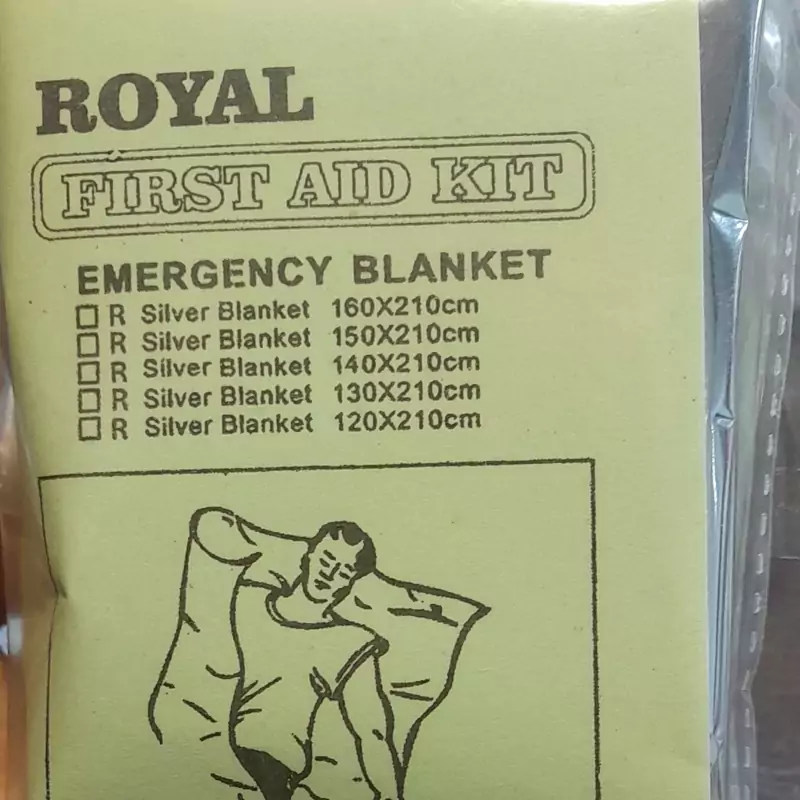 ROYAL
FIRST AID KIT
EMERGENCY BLANKET
☐ R Silver Blanket 160X210cm
☐ R Silver Blanket 150X210cm
☐ R Silver Blanket 140X210cm
☐ R Silver Blanket 130X210cm
☐ R Silver Blanket 120X210cm